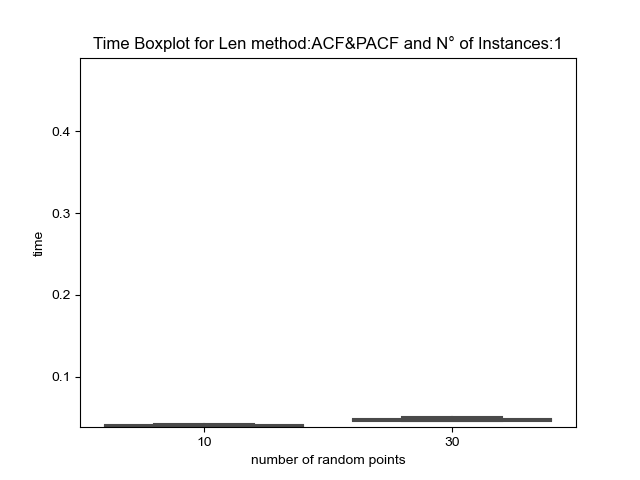 Time Boxplot for Len method:ACF&PACF and N° of Instances:1
0.4
0.3
0.2
0.1
time
10
30
number of random points